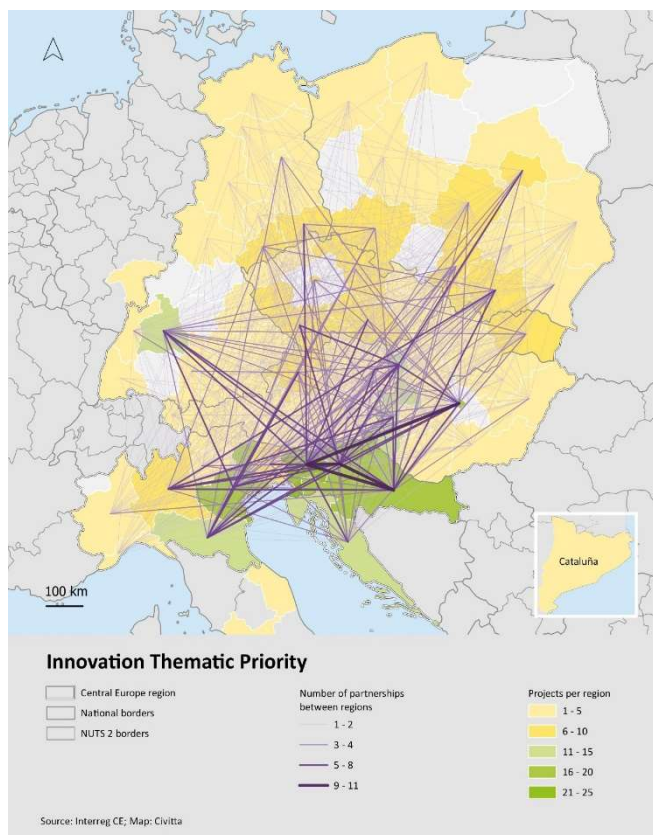 Cataluña
100 km
Innovation Thematic Priority
Central Europe region
National borders
NUTS 2 borders
Number of partnerships
between regions
1 - 2
3 - 4
5 - 8
9 - 11
Projects per region
1 - 5
6 - 10
11 - 15
16 - 20
21 - 25
Source: Interreg CE; Map: Civitta